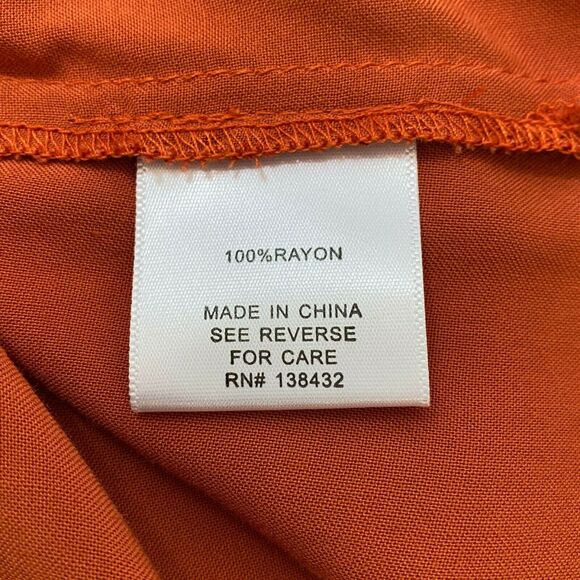 100%RAYON
MADE IN CHINA
SEE REVERSE
FOR CARE
RN# 138432